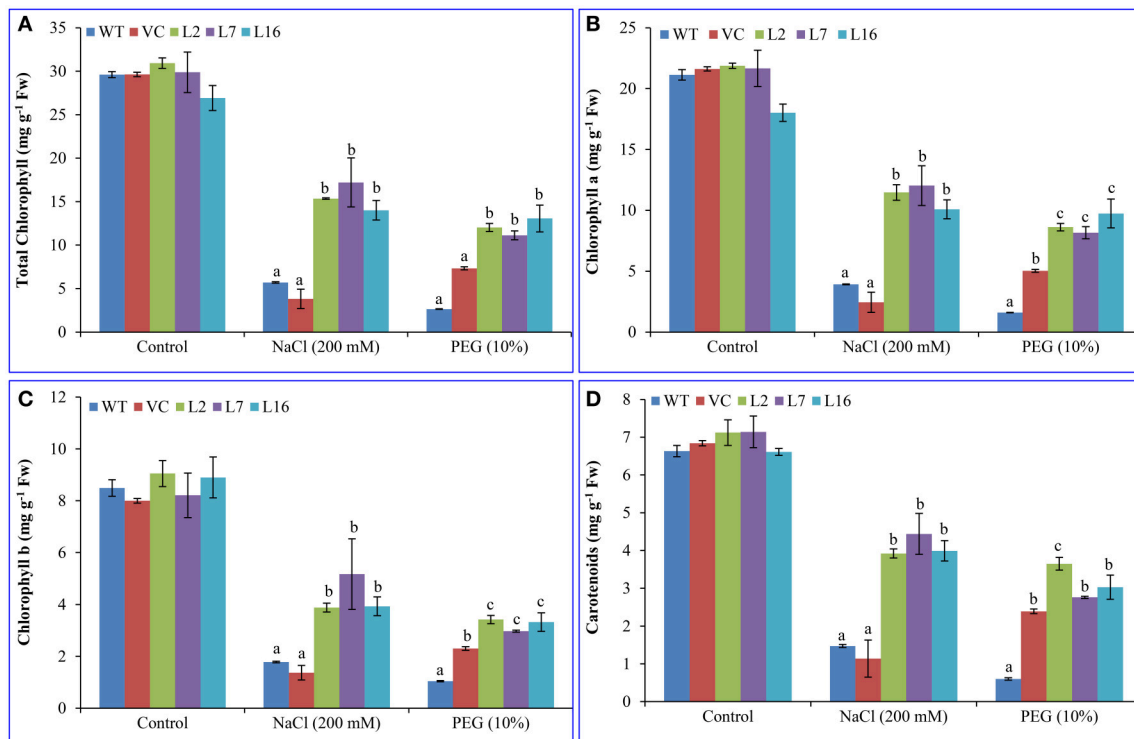 A
WT VC L2 L7 L16
Total Chlorophyll (mg g⁻¹ Fw)
35
30
25
20
15
10
5
0
a a b b b
a a b b b
Control NaCl (200 mM) PEG (10%)
B
WT VC L2 L7 L16
Chlorophyll a (mg g⁻¹ Fw)
25
20
15
10
5
0
a a b b b
a b c c c
Control NaCl (200 mM) PEG (10%)
C
WT VC L2 L7 L16
Chlorophyll b (mg g⁻¹ Fw)
12
10
8
6
4
2
0
a a b b b
a b c c c
Control NaCl (200 mM) PEG (10%)
D
WT VC L2 L7 L16
Carotenoids (mg g⁻¹ Fw)
8
7
6
5
4
3
2
1
0
a a b b b
a b c b b
Control NaCl (200 mM) PEG (10%)